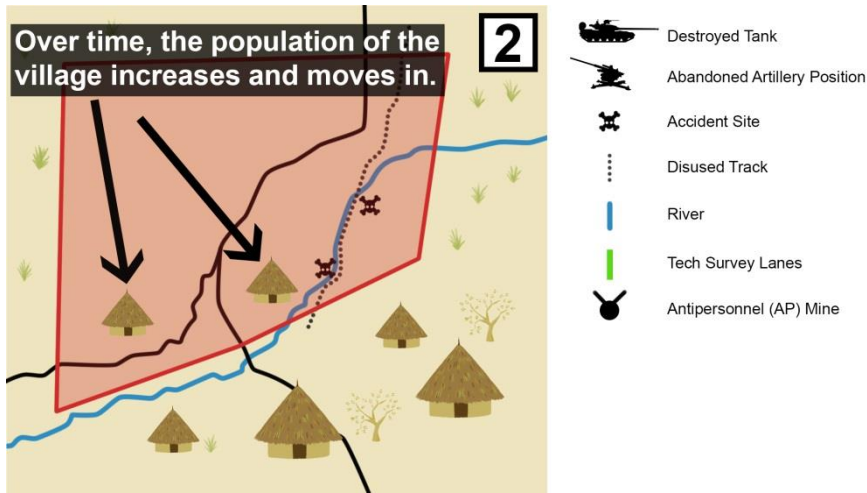 Over time, the population of the
village increases and moves in.
2
Destroyed Tank
Abandoned Artillery Position
Accident Site
Disused Track
River
Tech Survey Lanes
Antipersonnel (AP) Mine